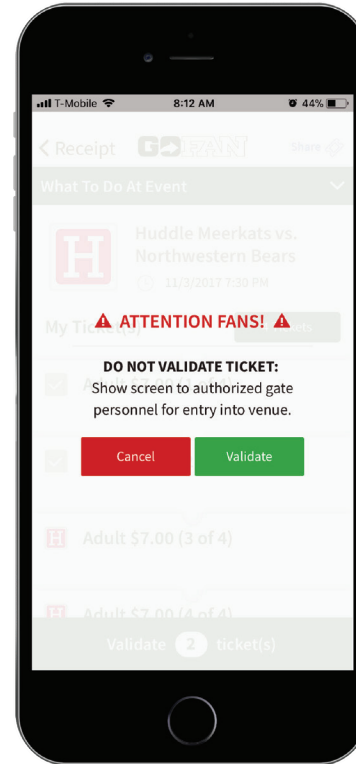 T-Mobile 8:12 AM 44%
Receipt GOFAN Share
What To Do At Event
H Huddle Meerkats vs.
Northwestern Bears
11/3/2017 7:30 PM
ATTENTION FANS!
My Ticket(s)
DO NOT VALIDATE TICKET:
Show screen to authorized gate
personnel for entry into venue.
Cancel Validate
H Adult $7.00 (3 of 4)
H Adult $7.00 (4 of 4)
Validate 2 ticket(s)